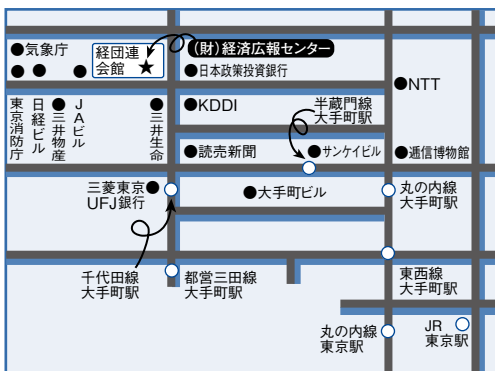 ●気象庁
経団連
会館 ★
(財)経済広報センター
●日本政策投資銀行
●NTT
東京消防庁
日経ビル
●三井物産
JAビル
●三井生命
●KDDI
半蔵門線
大手町駅
●読売新聞
●サンケイビル
●逓信博物館
三菱東京●
UFJ銀行
●大手町ビル
丸の内線
大手町駅
千代田線
大手町駅
都営三田線
大手町駅
東西線
大手町駅
丸の内線
東京駅
JR
東京駅